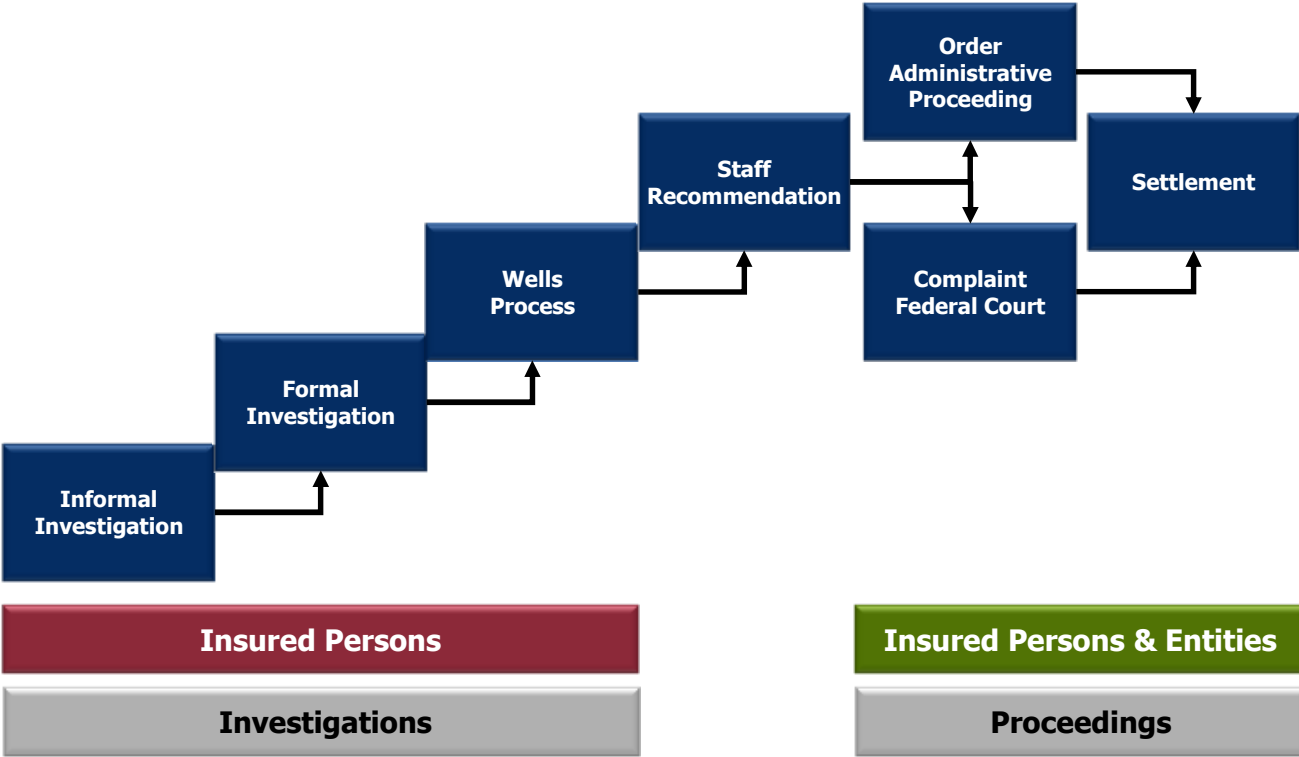 Order
Administrative
Proceeding
Staff
Recommendation
Settlement
Wells
Process
Complaint
Federal Court
Formal
Investigation
Informal
Investigation
Insured Persons
Insured Persons & Entities
Investigations
Proceedings